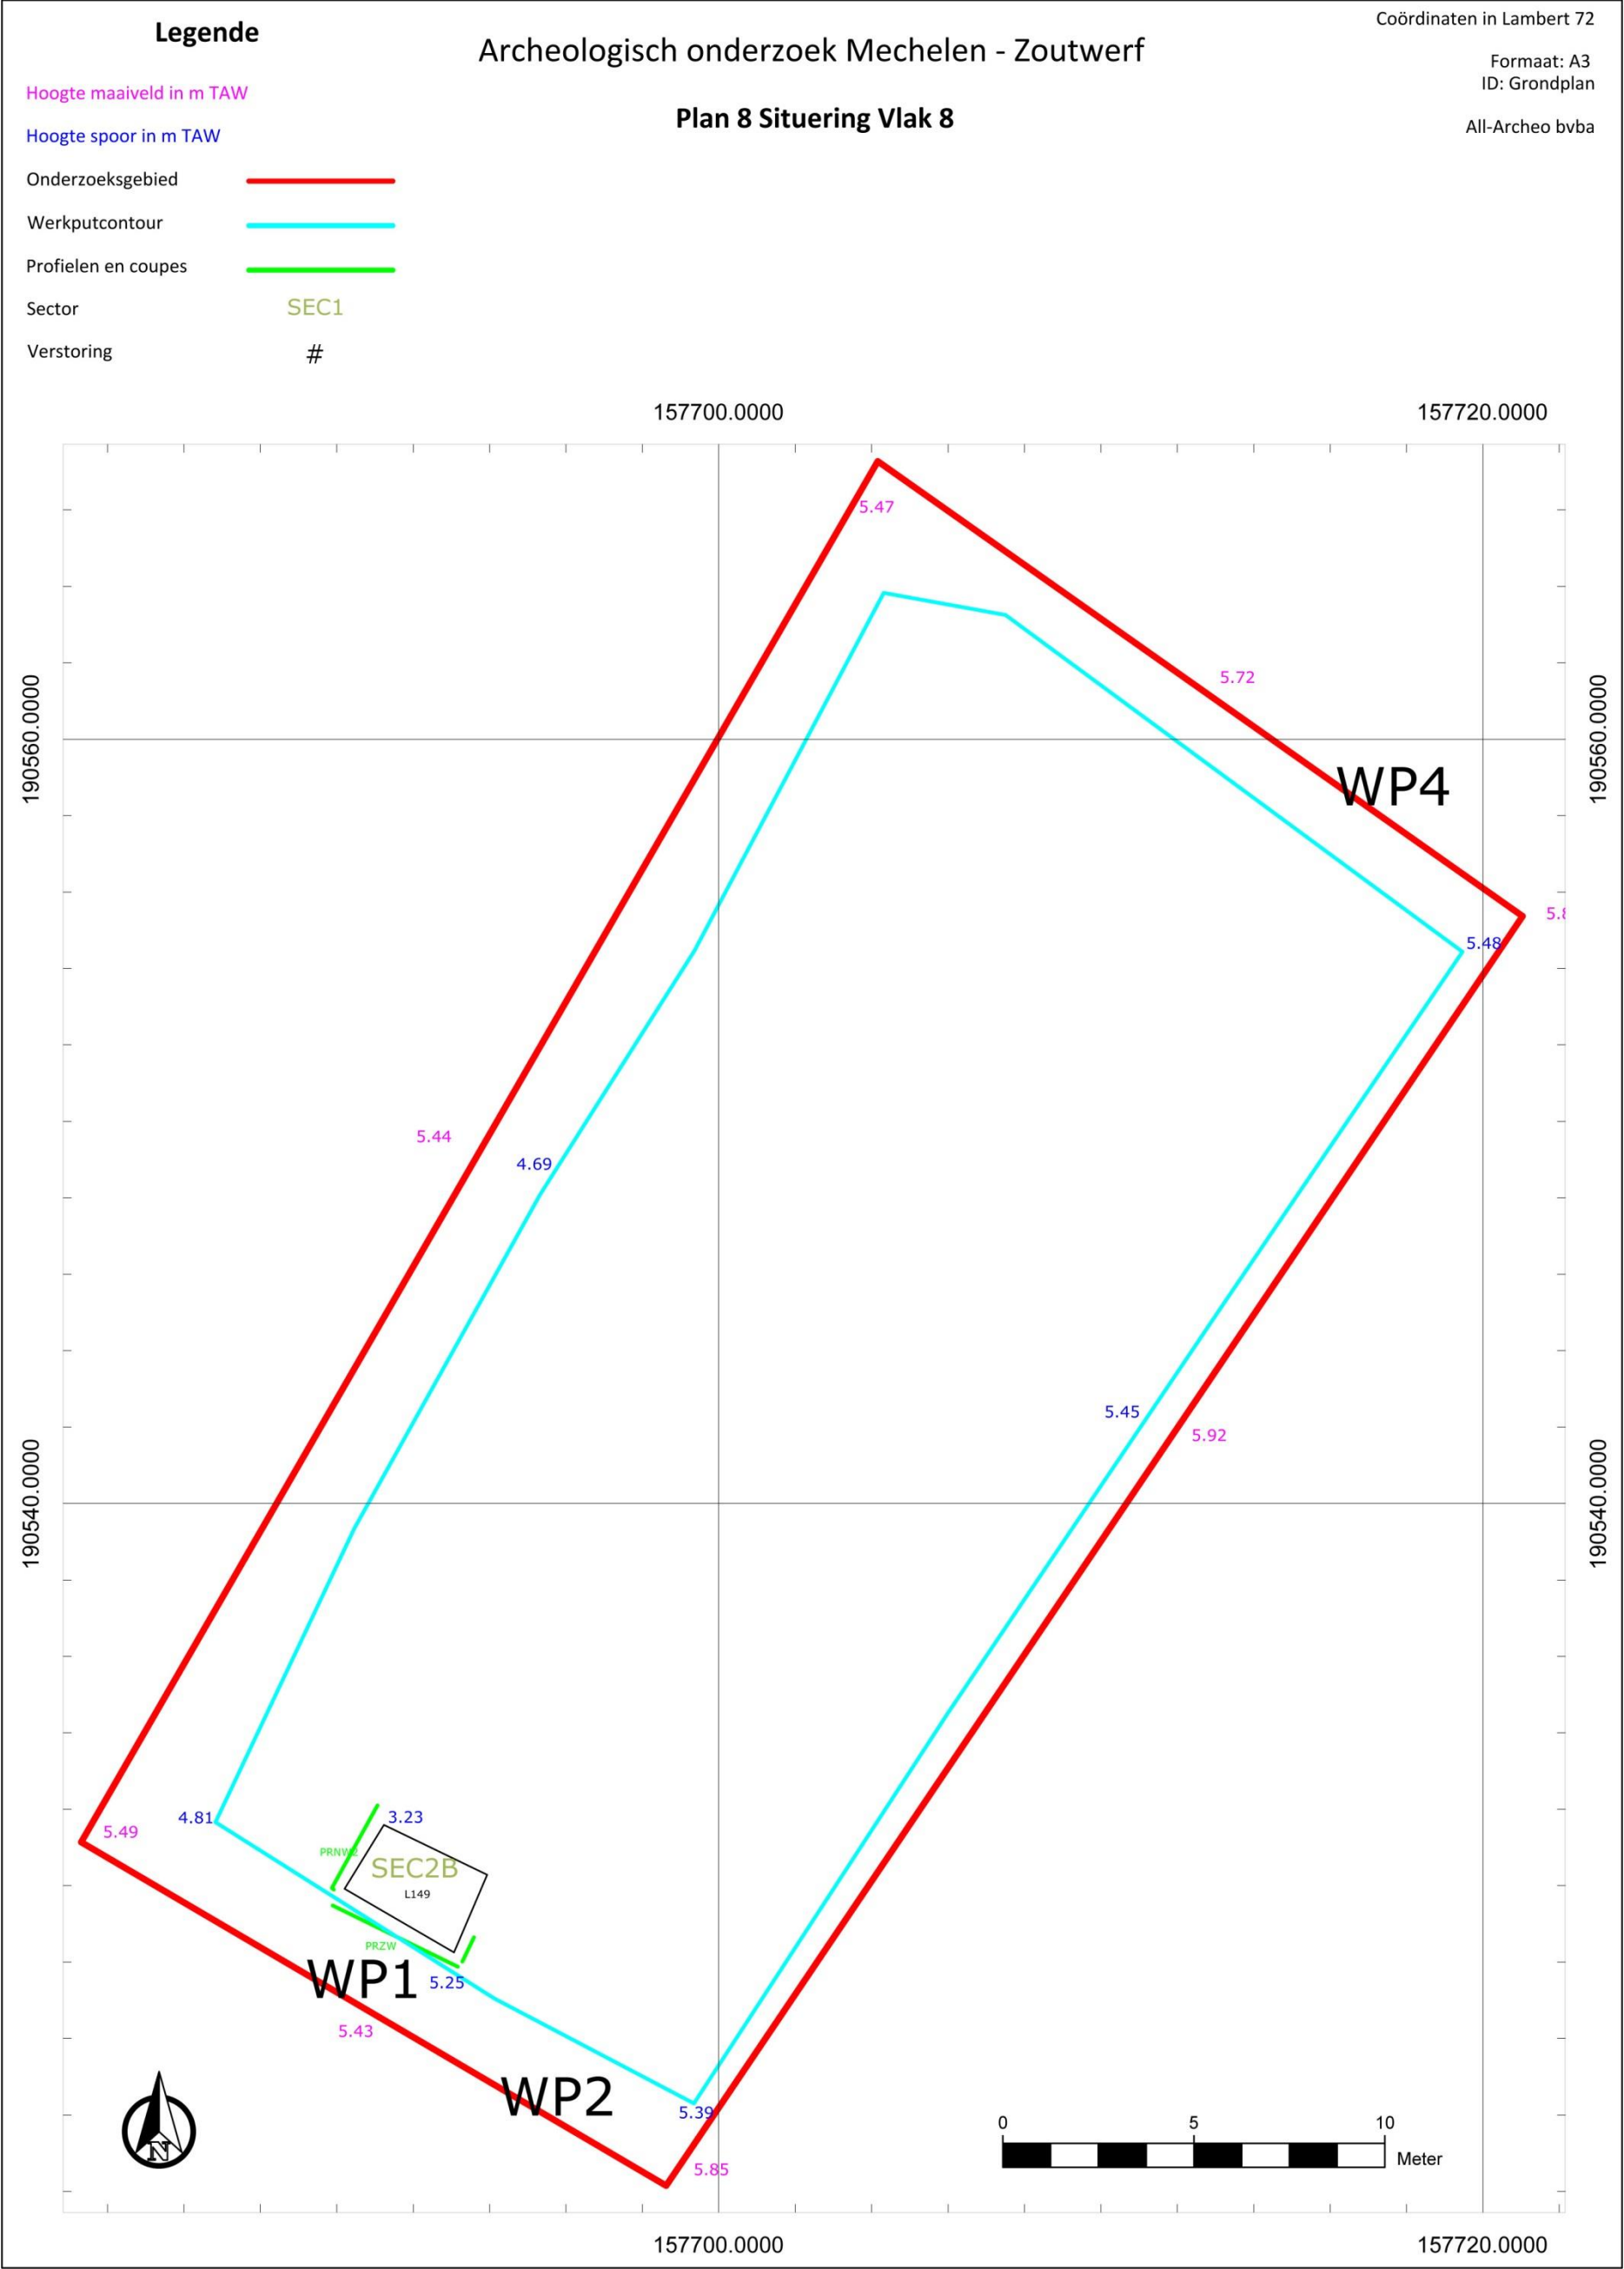 Legende
Archeologisch onderzoek Mechelen - Zoutwerf
Plan 8 Situering Vlak 8
Coördinaten in Lambert 72
Formaat: A3
ID: Grondplan
All-Archeo bvba
Hoogte maaiveld in m TAW
Hoogte spoor in m TAW
Onderzoeksgebied
Werkputcontour
Profielen en coupes
Sector SEC1
Verstoring #
157700.0000 157720.0000
5.47
5.72
190560.0000 190560.0000
WP4
5.48
5.44
4.69
5.45
5.92
190540.0000 190540.0000
4.81 3.23
5.49
PRNW2
SEC2B
L149
PRZW
WP1 5.25
5.43
WP2
5.39
5.85
N
0 5 10
Meter
157700.0000 157720.0000